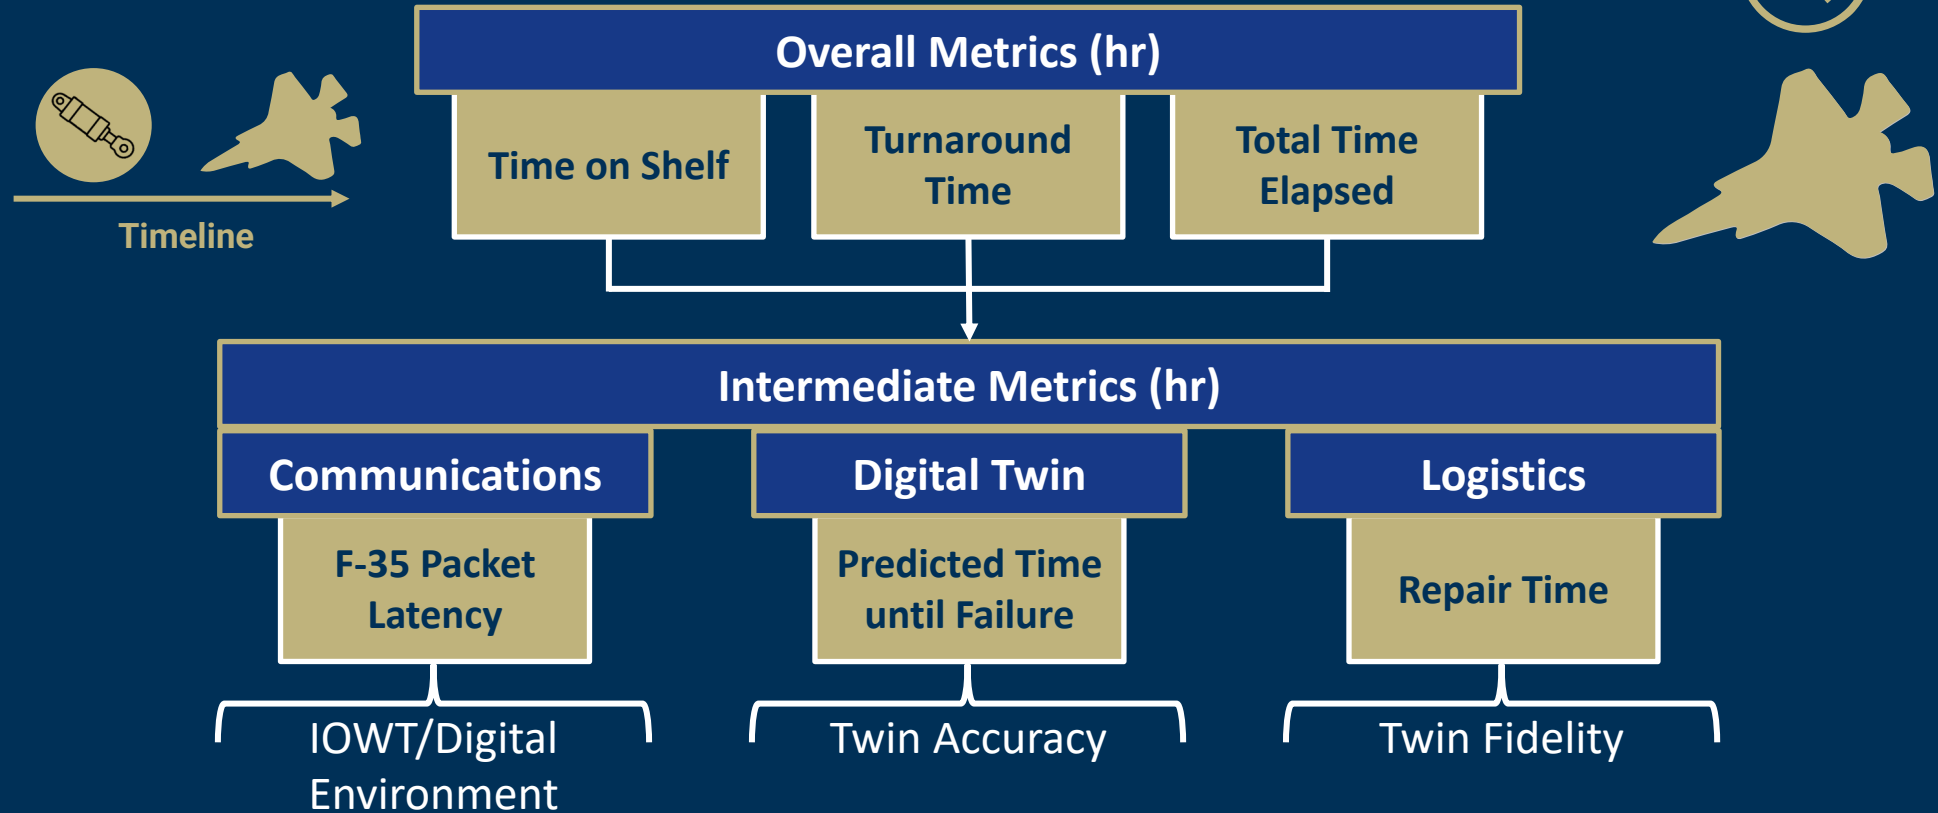 Overall Metrics (hr)
Time on Shelf
Turnaround
Time
Total Time
Elapsed
Timeline
Intermediate Metrics (hr)
Communications
Digital Twin
Logistics
F-35 Packet
Latency
Predicted Time
until Failure
Repair Time
IOWT/Digital
Environment
Twin Accuracy
Twin Fidelity